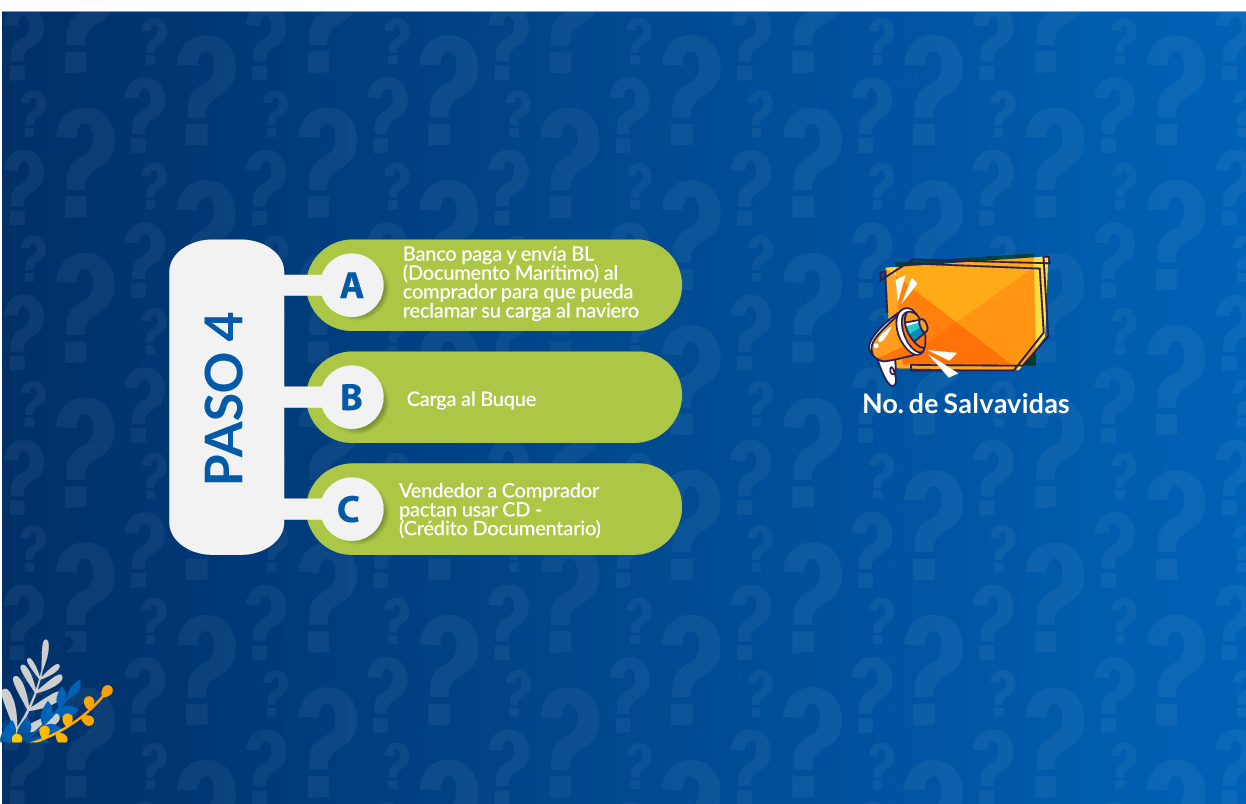 PASO 4
A
Banco paga y envía BL
(Documento Marítimo) al
comprador para que pueda
reclamar su carga al naviero
B
Carga al Buque
C
Vendedor a Comprador
pactan usar CD -
(Crédito Documentario)
No. de Salvavidas